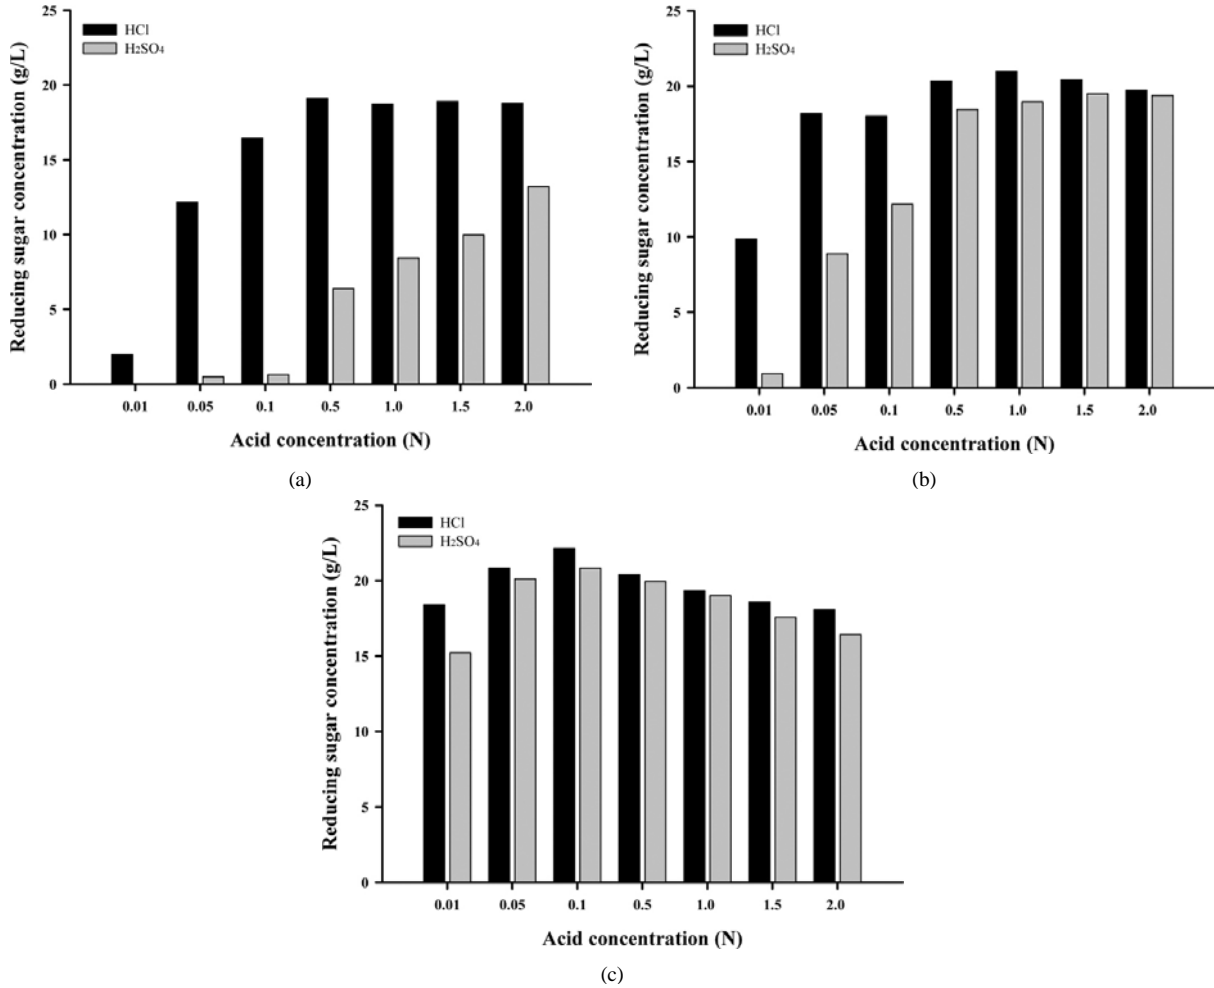 25
20
15
10
5
0
Reducing sugar concentration (g/L)
HCl
H2SO4
0.01 0.05 0.1 0.5 1.0 1.5 2.0
Acid concentration (N)
(a)
25
20
15
10
5
0
Reducing sugar concentration (g/L)
HCl
H2SO4
0.01 0.05 0.1 0.5 1.0 1.5 2.0
Acid concentration (N)
(b)
25
20
15
10
5
0
Reducing sugar concentration (g/L)
HCl
H2SO4
0.01 0.05 0.1 0.5 1.0 1.5 2.0
Acid concentration (N)
(c)